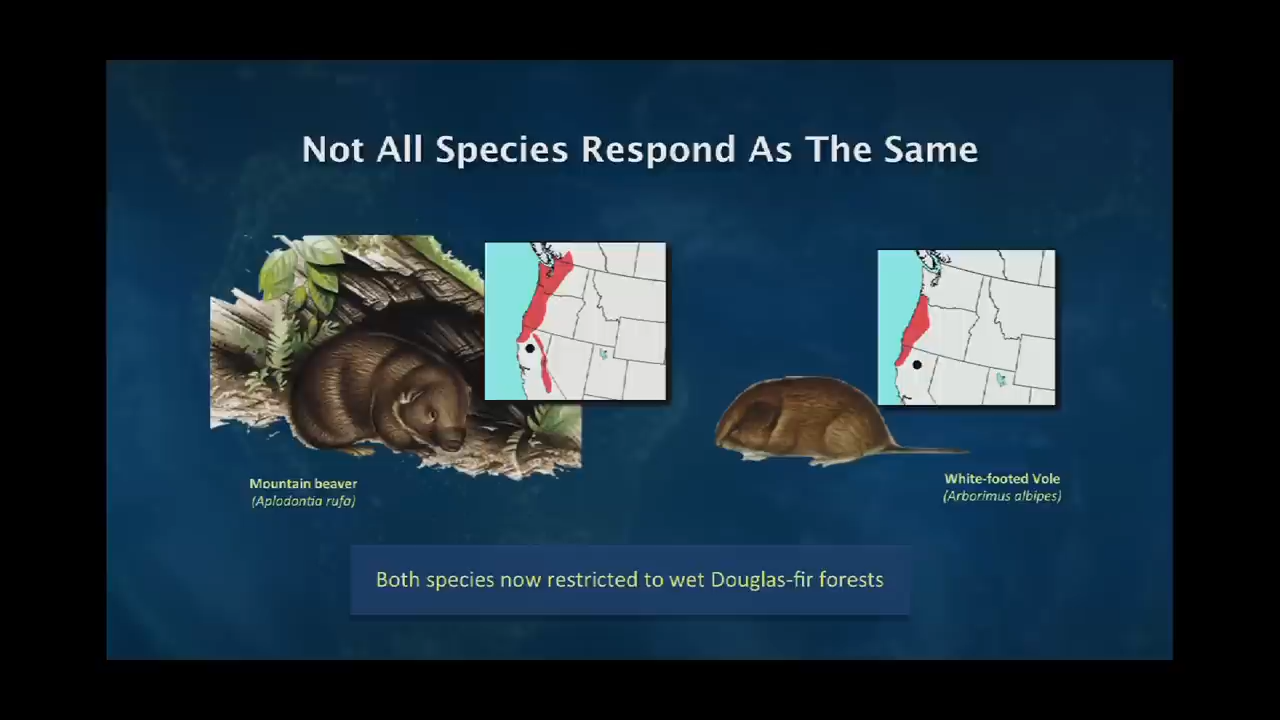 Not All Species Respond As The Same
Mountain beaver
(Aplodontia rufa)
White-footed Vole
(Arborimus albipes)
Both species now restricted to wet Douglas-fir forests